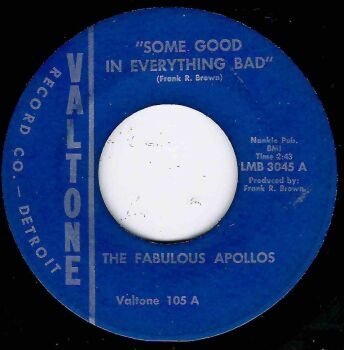 "SOME GOOD
IN EVERYTHING BAD"
(Frank R. Brown)
VALTONE
RECORD CO. – DETROIT
Nankie Pub.
BMI
Time 2:43
LMB 3045 A
Produced by:
Frank R. Brown
THE FABULOUS APOLLOS
Valtone 105 A